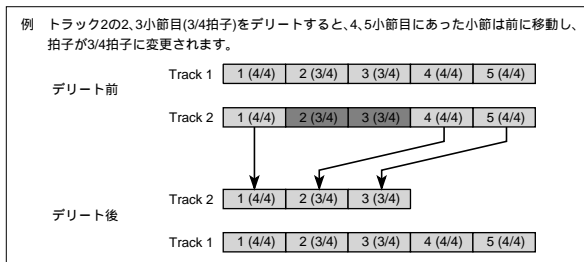 例　トラック2の2、3小節目(3/4拍子)をデリートすると、4、5小節目にあった小節は前に移動し、
拍子が3/4拍子に変更されます。
デリート前
Track 1 1 (4/4) 2 (3/4) 3 (3/4) 4 (4/4) 5 (4/4)
Track 2 1 (4/4) 2 (3/4) 3 (3/4) 4 (4/4) 5 (4/4)
デリート後
Track 2 1 (4/4) 2 (3/4) 3 (3/4)
Track 1 1 (4/4) 2 (3/4) 3 (3/4) 4 (4/4) 5 (4/4)